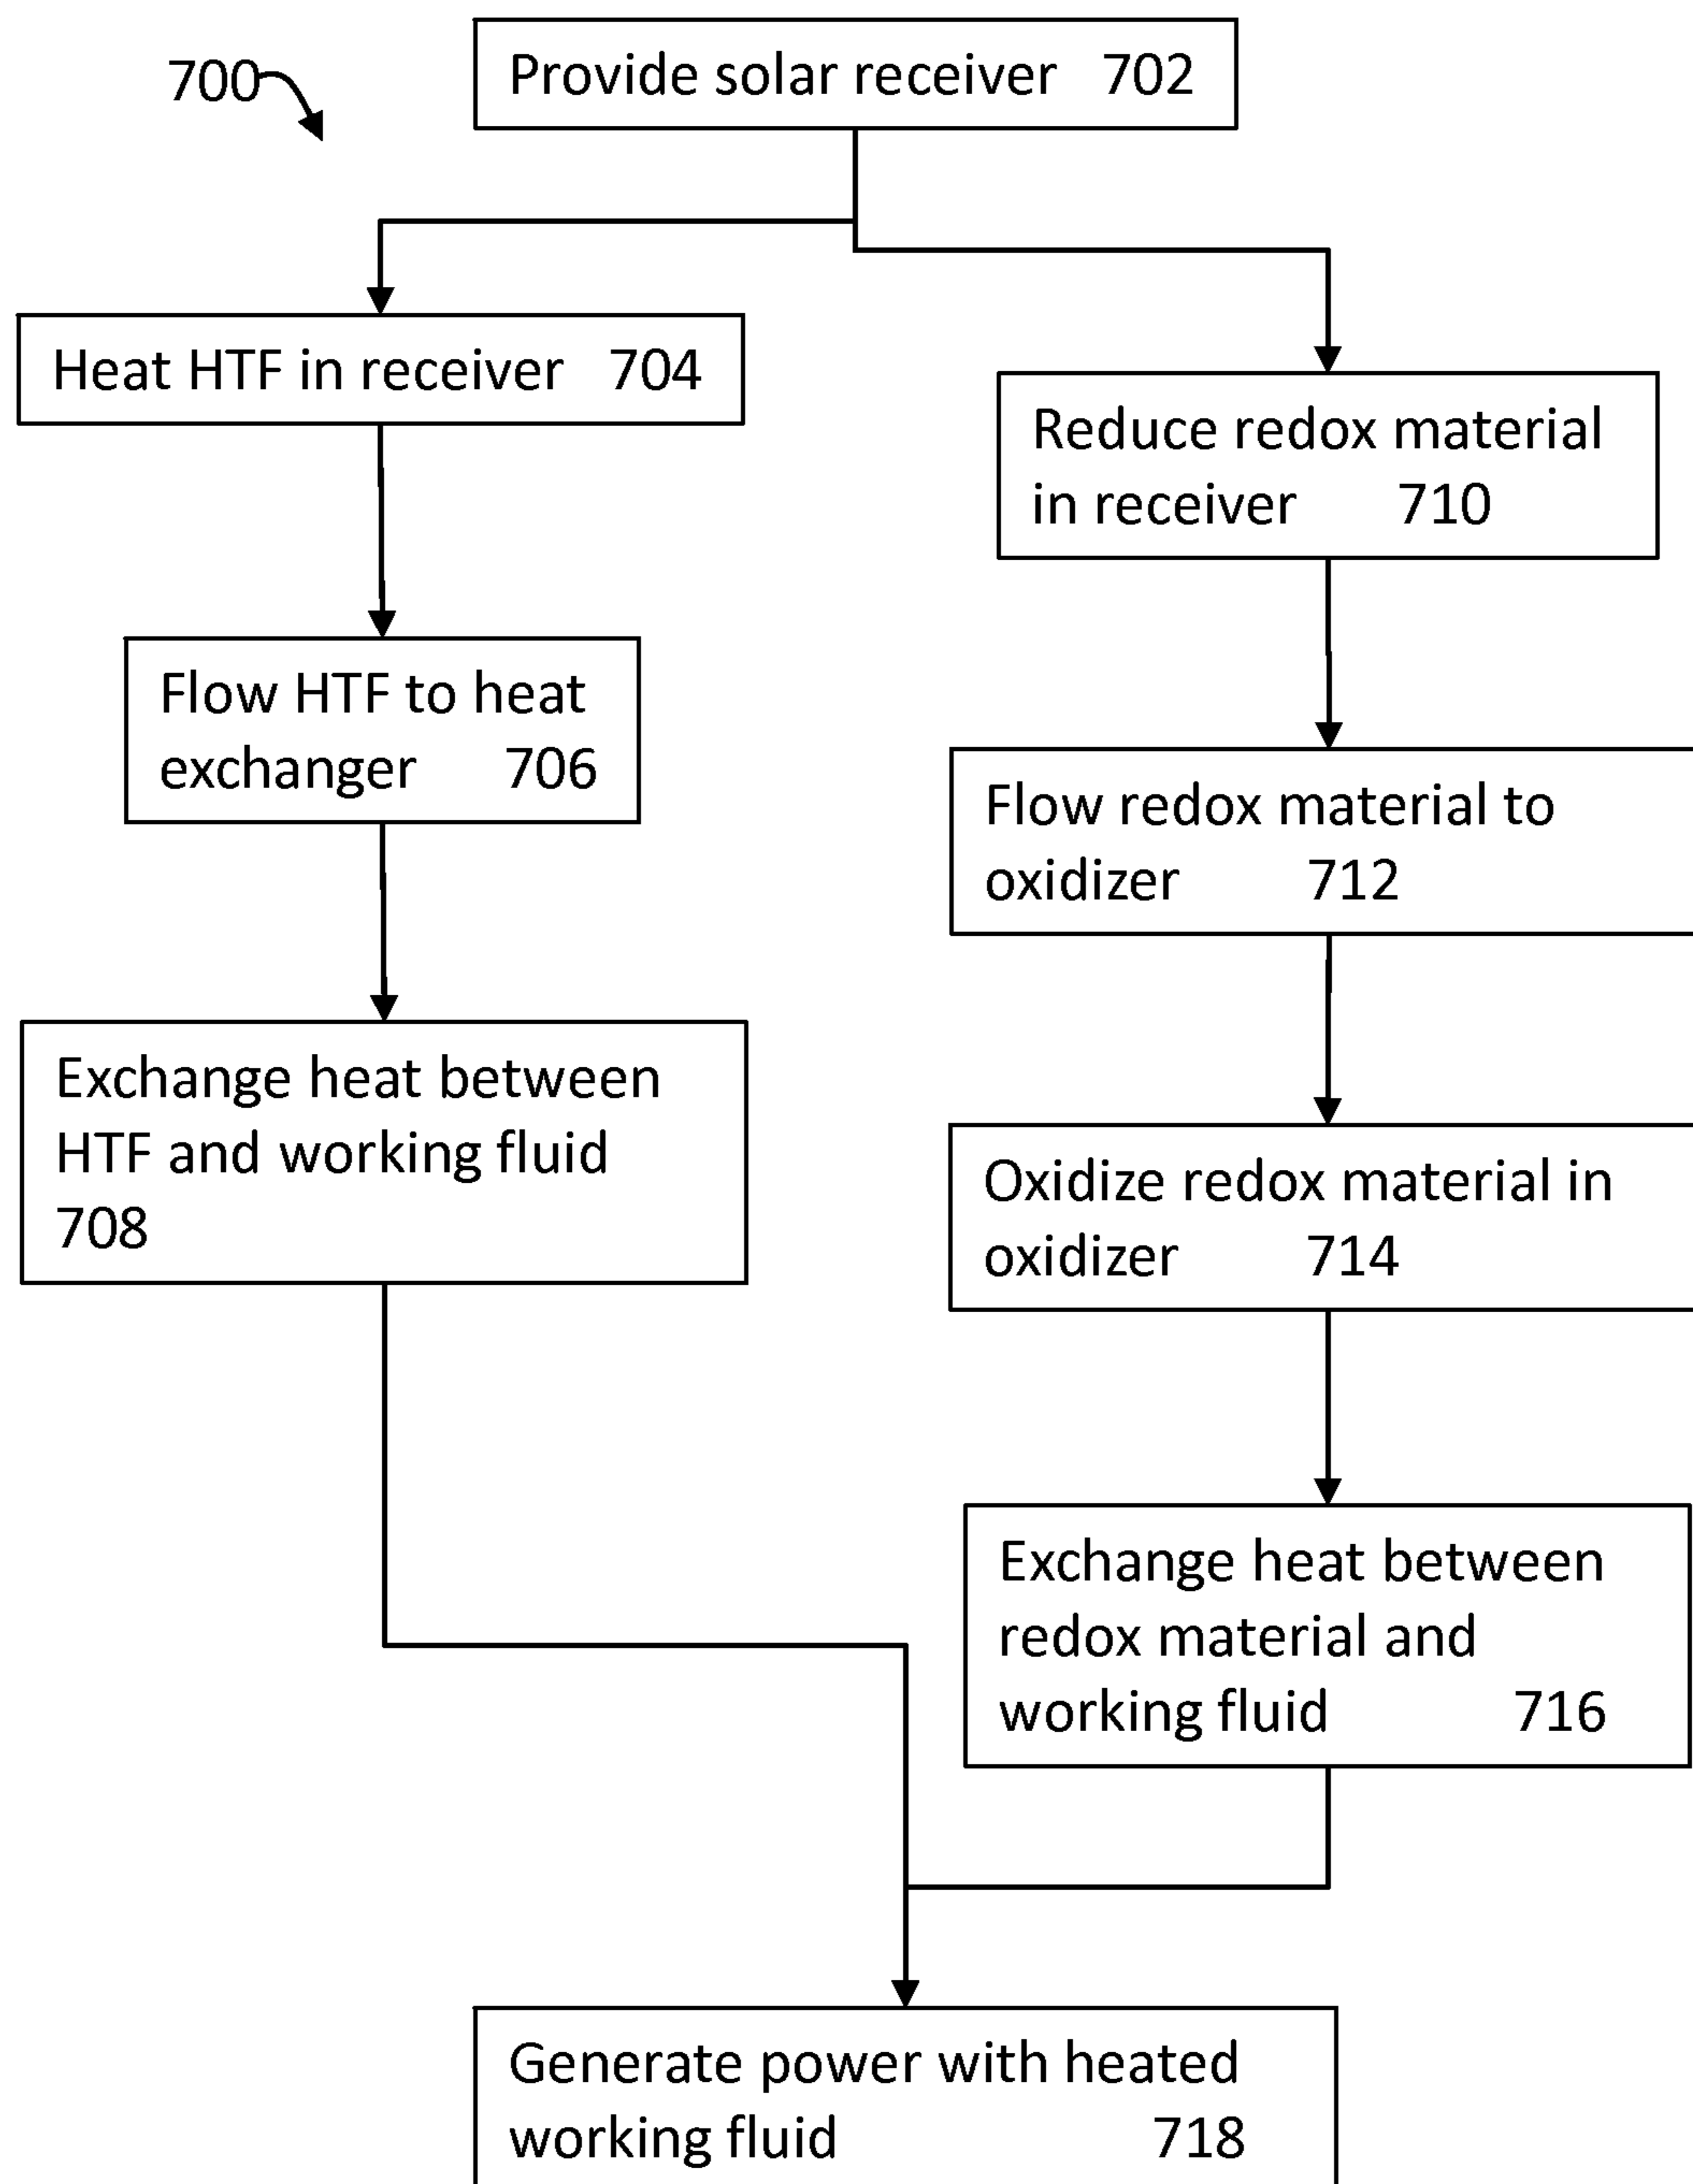 700
Provide solar receiver 702
Heat HTF in receiver 704
Flow HTF to heat
exchanger 706
Exchange heat between
HTF and working fluid
708
Reduce redox material
in receiver 710
Flow redox material to
oxidizer 712
Oxidize redox material in
oxidizer 714
Exchange heat between
redox material and
working fluid 716
Generate power with heated
working fluid 718